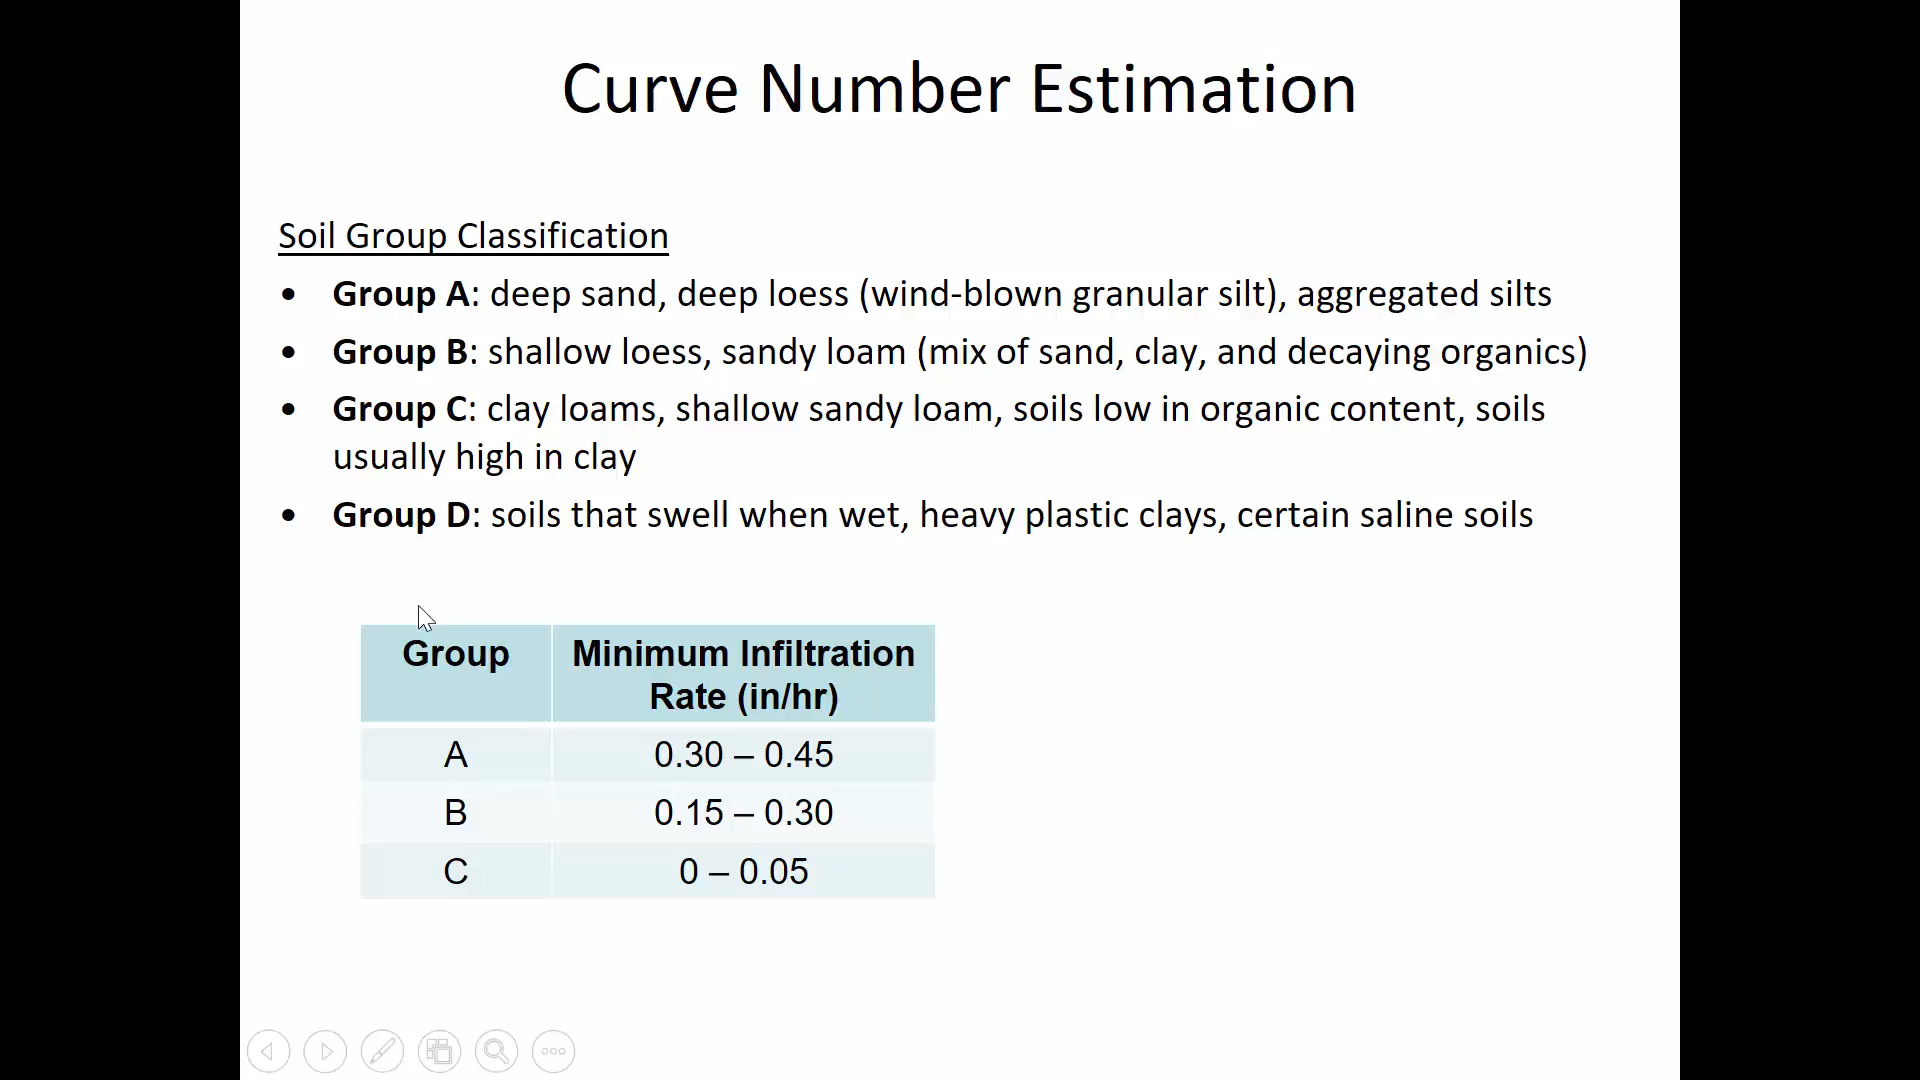 Curve Number Estimation
Soil Group Classification
• Group A: deep sand, deep loess (wind-blown granular silt), aggregated silts
• Group B: shallow loess, sandy loam (mix of sand, clay, and decaying organics)
• Group C: clay loams, shallow sandy loam, soils low in organic content, soils
usually high in clay
• Group D: soils that swell when wet, heavy plastic clays, certain saline soils
Group Minimum Infiltration
Rate (in/hr)
A 0.30 – 0.45
B 0.15 – 0.30
C 0 – 0.05